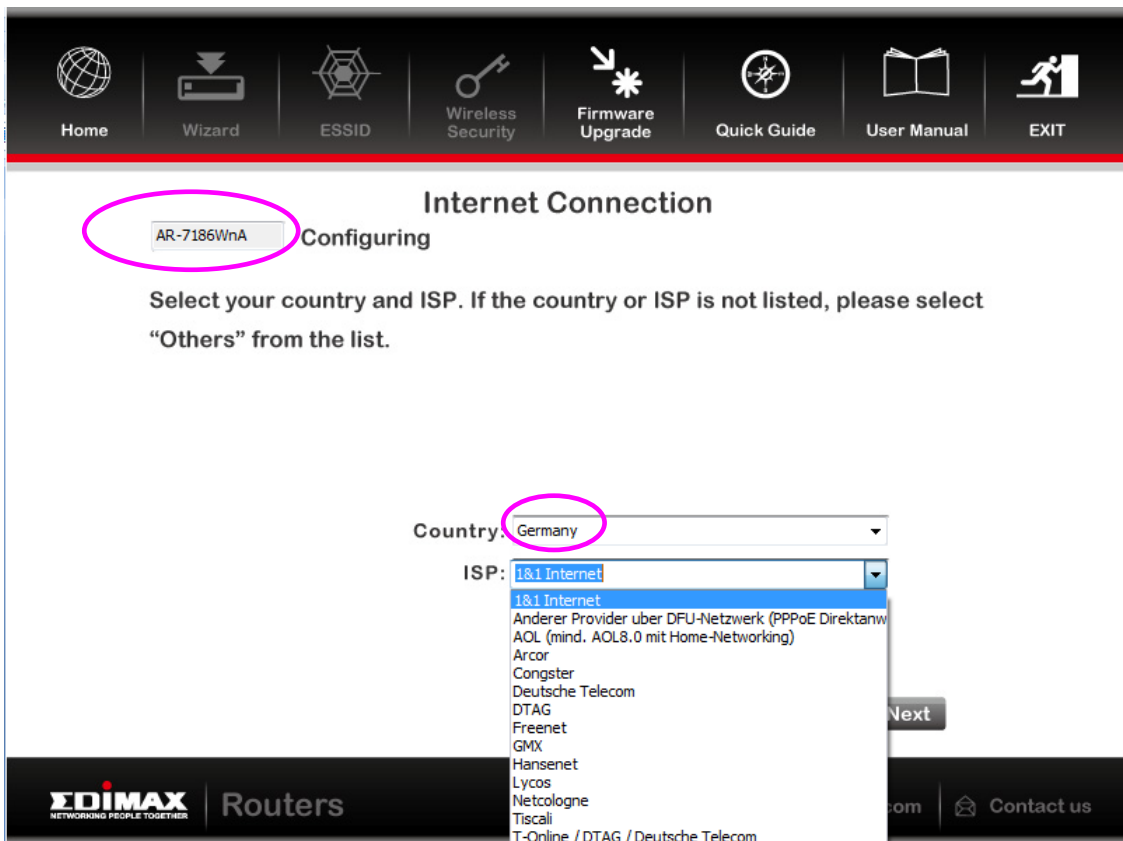 Home
Wizard
ESSID
Wireless
Security
Firmware
Upgrade
Quick Guide
User Manual
EXIT
Internet Connection
AR-7186WnA Configuring
Select your country and ISP. If the country or ISP is not listed, please select
“Others” from the list.
Country: Germany
ISP: 1&1 Internet
1&1 Internet
Anderer Provider uber DFU-Netzwerk (PPPoE Direktanw
AOL (mind. AOL8.0 mit Home-Networking)
Arcor
Congster
Deutsche Telecom
DTAG
Freenet
GMX
Hansenet
Lycos
Netcologne
Tiscali
T-Online / DTAG / Deutsche Telecom
Next
EDIMAX
NETWORKING PEOPLE TOGETHER
Routers
com
Contact us